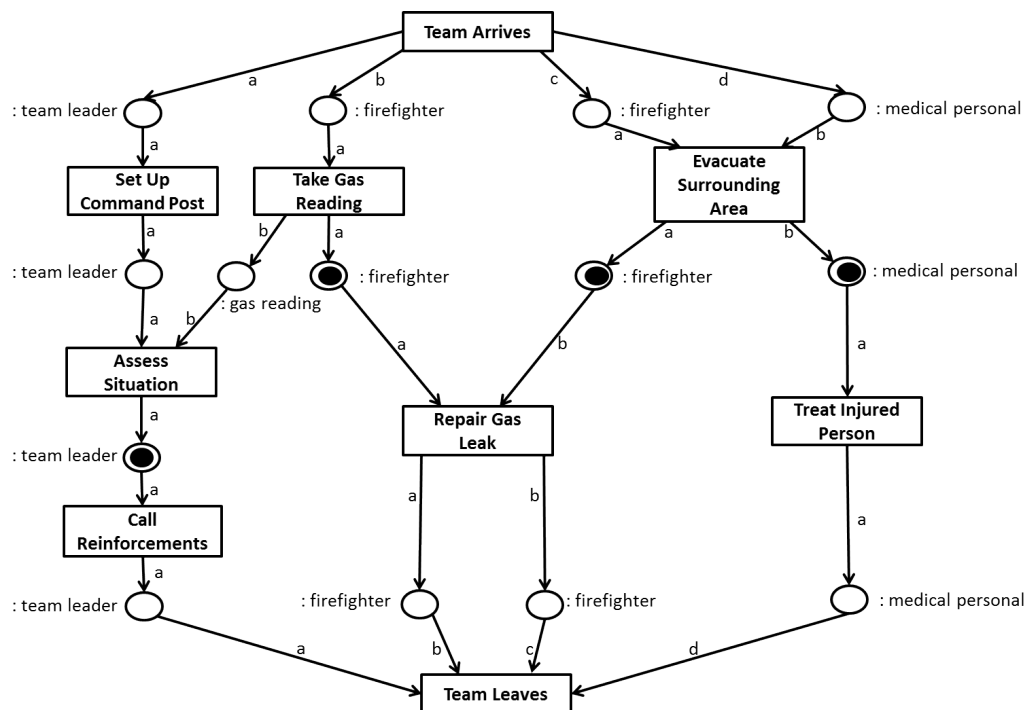 Team Arrives
a
b
c
d
: team leader
: firefighter
: firefighter
: medical personal
a
a
a
b
Set Up
Command Post
Take Gas
Reading
Evacuate
Surrounding
Area
a
b
a
a
b
: team leader
: gas reading
: firefighter
: firefighter
: medical personal
a
b
a
b
a
Assess
Situation
a
Repair Gas
Leak
Treat Injured
Person
: team leader
a
a
b
a
Call
Reinforcements
a
: team leader
: firefighter
: firefighter
: medical personal
a
b
c
d
Team Leaves